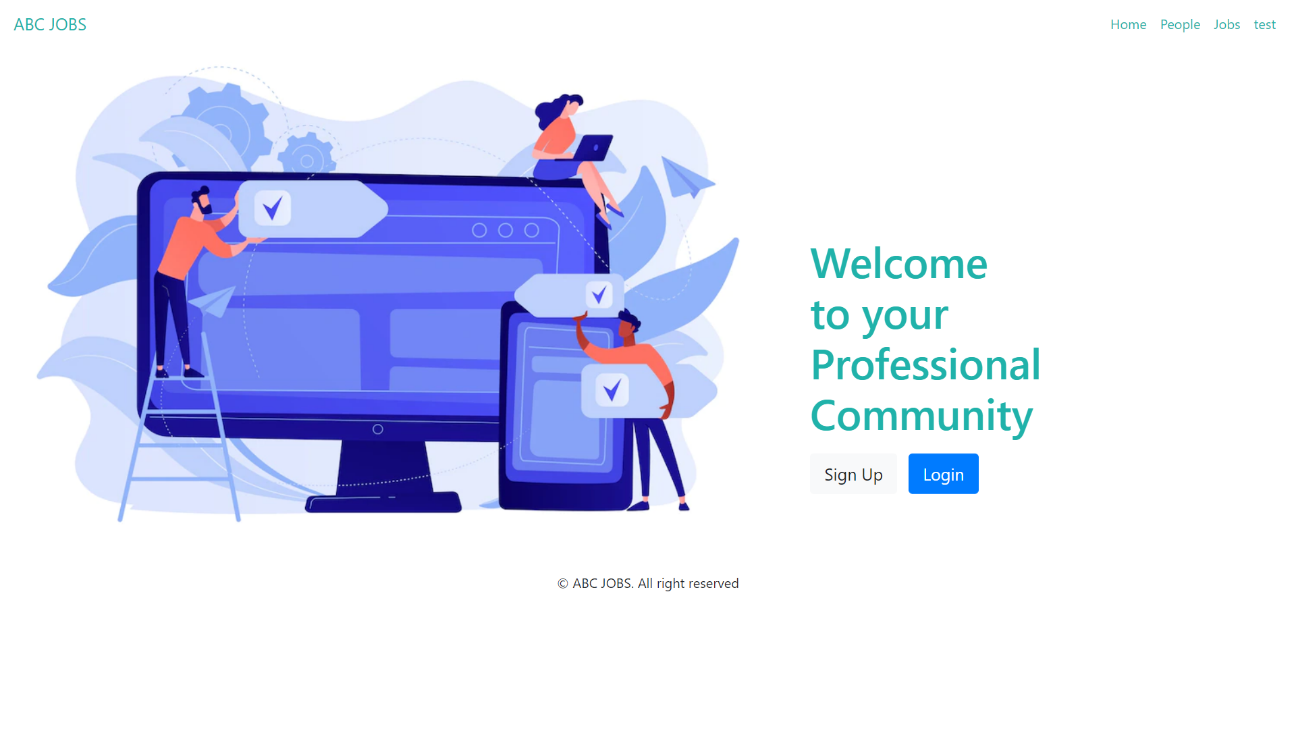 ABC JOBS
Home People Jobs test
Welcome
to your
Professional
Community
Sign Up Login
© ABC JOBS. All right reserved